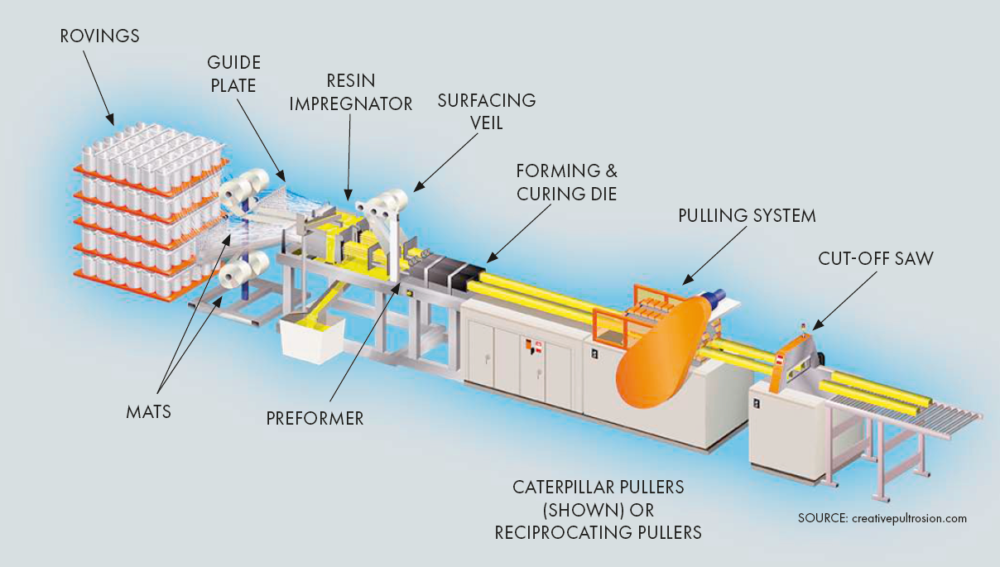 ROVINGS
GUIDE
PLATE
RESIN
IMPREGNATOR
SURFACING
VEIL
FORMING &
CURING DIE
PULLING SYSTEM
CUT-OFF SAW
MATS
PREFORMER
CATERPILLAR PULLERS
(SHOWN) OR
RECIPROCATING PULLERS
SOURCE: creativepultrosion.com